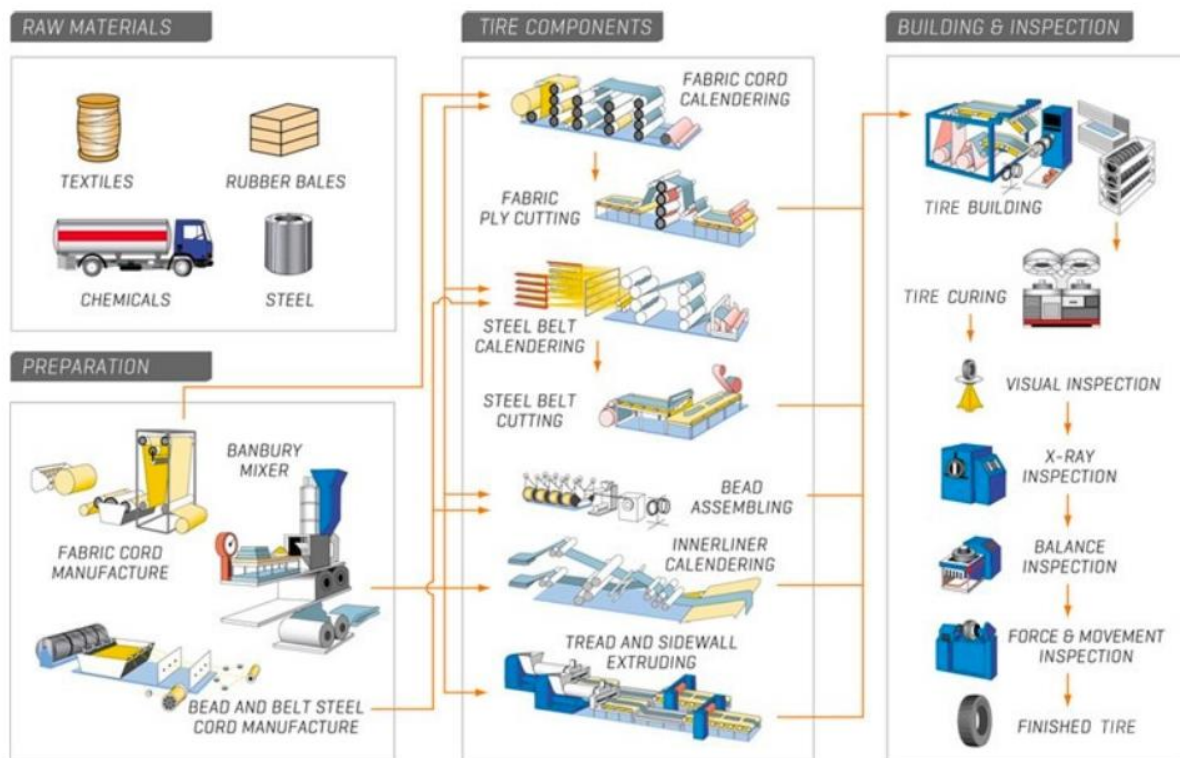 RAW MATERIALS
TEXTILES
RUBBER BALES
CHEMICALS
STEEL
PREPARATION
BANBURY
MIXER
FABRIC CORD
MANUFACTURE
BEAD AND BELT STEEL
CORD MANUFACTURE
TIRE COMPONENTS
FABRIC CORD
CALENDERING
FABRIC
PLY CUTTING
STEEL BELT
CALENDERING
STEEL BELT
CUTTING
BEAD
ASSEMBLING
INNERLINER
CALENDERING
TREAD AND SIDEWALL
EXTRUDING
BUILDING & INSPECTION
TIRE BUILDING
TIRE CURING
VISUAL INSPECTION
X-RAY
INSPECTION
BALANCE
INSPECTION
FORCE & MOVEMENT
INSPECTION
FINISHED TIRE